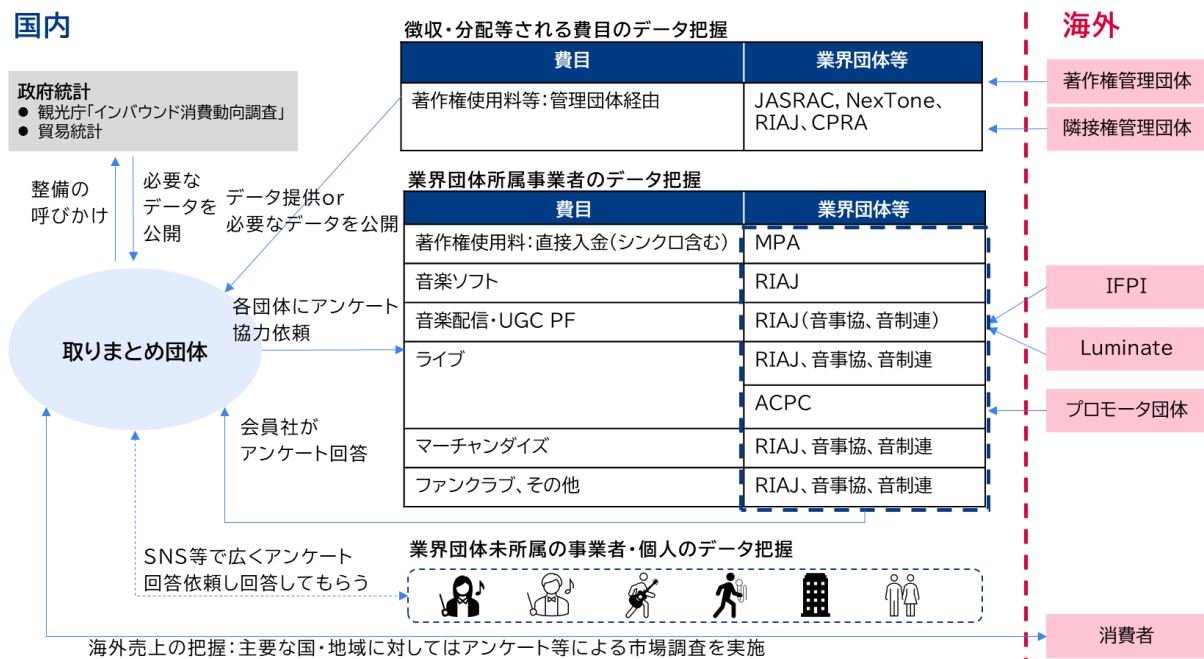 国内
海外
徴収・分配等される費目のデータ把握
費目 業界団体等
著作権使用料等：管理団体経由 JASRAC, NexTone、
RIAJ、CPRA
著作権管理団体
隣接権管理団体
政府統計
● 観光庁「インバウンド消費動向調査」
● 貿易統計
整備の
呼びかけ
必要な
データを
公開
データ提供or
必要なデータを公開
業界団体所属事業者のデータ把握
費目 業界団体等
著作権使用料：直接入金(シンクロ含む) MPA
音楽ソフト RIAJ
音楽配信・UGC PF RIAJ(音事協、音制連)
ライブ RIAJ、音事協、音制連
ACPC
マーチャンダイズ RIAJ、音事協、音制連
ファンクラブ、その他 RIAJ、音事協、音制連
IFPI
Luminate
プロモータ団体
取りまとめ団体
各団体にアンケート
協力依頼
会員社が
アンケート回答
SNS等で広くアンケート
回答依頼し回答してもらう
業界団体未所属の事業者・個人のデータ把握
海外売上の把握：主要な国・地域に対してはアンケート等による市場調査を実施
消費者